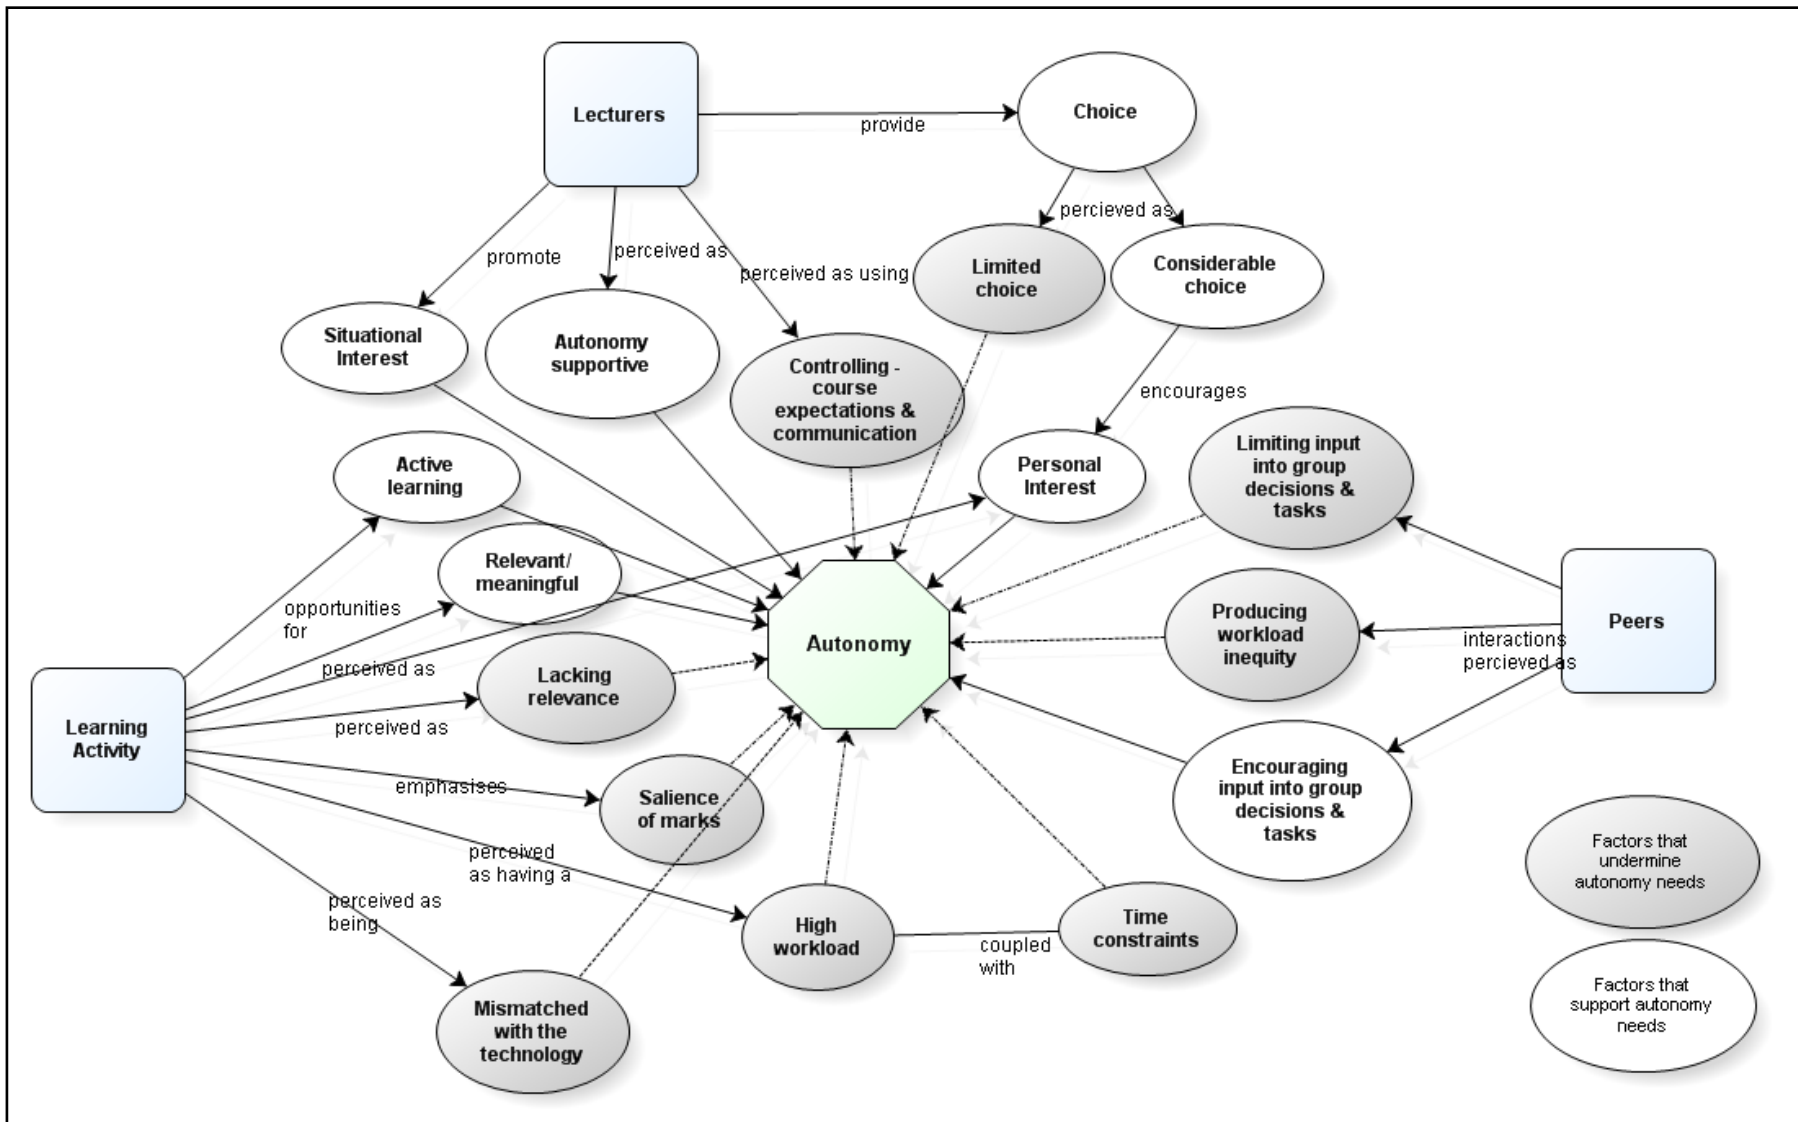 Lecturers
provide
Choice
percieved as
promote
perceived as
perceived as using
Limited
choice
Considerable
choice
Situational
Interest
Autonomy
supportive
Controlling -
course
expectations &
communication
encourages
Active
learning
Personal
Interest
Limiting input
into group
decisions &
tasks
Relevant/
meaningful
opportunities
for
Producing
workload
inequity
Peers
interactions
percieved as
Autonomy
perceived as
Lacking
relevance
Learning
Activity
perceived as
emphasises
Salience
of marks
Encouraging
input into group
decisions &
tasks
perceived
as having a
perceived as
being
High
workload
coupled
with
Time
constraints
Mismatched
with the
technology
Factors that
undermine
autonomy needs
Factors that
support autonomy
needs